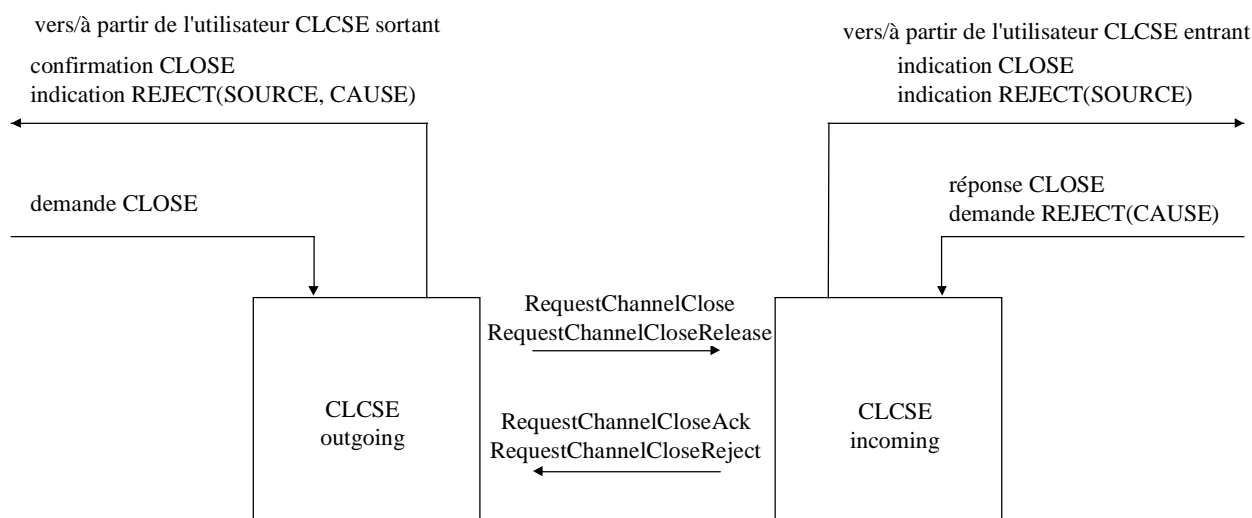 vers/à partir de l'utilisateur CLCSE sortant
confirmation CLOSE
indication REJECT(SOURCE, CAUSE)
demande CLOSE
vers/à partir de l'utilisateur CLCSE entrant
indication CLOSE
indication REJECT(SOURCE)
réponse CLOSE
demande REJECT(CAUSE)
RequestChannelClose
RequestChannelCloseRelease
CLCSE
outgoing
RequestChannelCloseAck
RequestChannelCloseReject
CLCSE
incoming